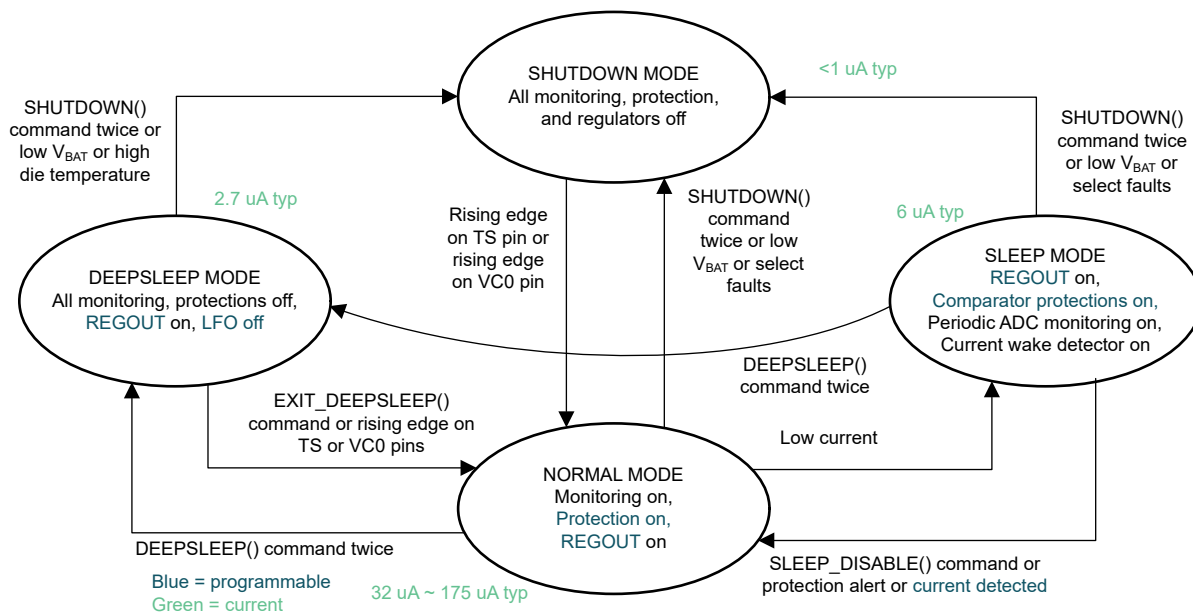 SHUTDOWN MODE
All monitoring, protection,
and regulators off
<1 uA typ
SHUTDOWN()
command twice or
low VBAT or high
die temperature
SHUTDOWN()
command twice
or low VBAT or
select faults
2.7 uA typ
Rising edge
on TS pin or
rising edge
on VC0 pin
SHUTDOWN()
command
twice or low
VBAT or select
faults
6 uA typ
DEEPSLEEP MODE
All monitoring, protections off,
REGOUT on, LFO off
SLEEP MODE
REGOUT on,
Comparator protections on,
Periodic ADC monitoring on,
Current wake detector on
DEEPSLEEP()
command twice
EXIT_DEEPSLEEP()
command or rising edge on
TS or VC0 pins
Low current
NORMAL MODE
Monitoring on,
Protection on,
REGOUT on
DEEPSLEEP() command twice
SLEEP_DISABLE() command or
protection alert or current detected
Blue = programmable
Green = current
32 uA ~ 175 uA typ